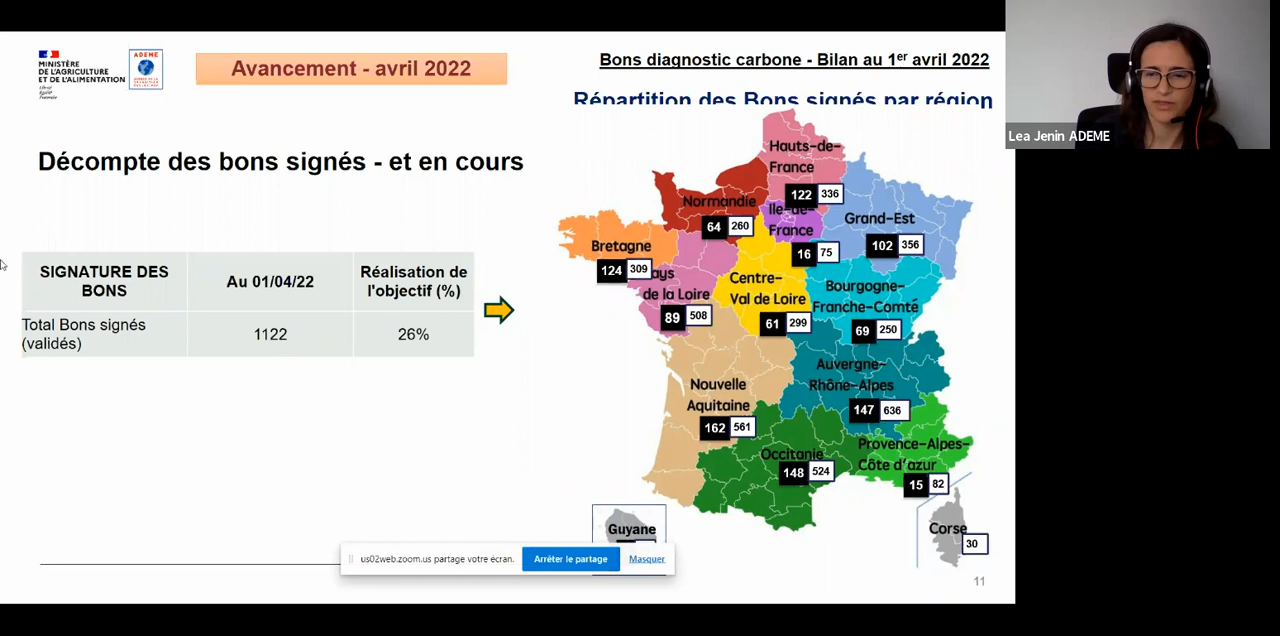 MINISTÈRE
DE L'AGRICULTURE
ET DE L'ALIMENTATION
Liberté
Égalité
Fraternité
ADEME
Avancement - avril 2022
Bons diagnostic carbone - Bilan au 1er avril 2022
Répartition des Bons signés par région
Lea Jenin ADEME
Décompte des bons signés - et en cours
SIGNATURE DES
BONS
Au 01/04/22
Réalisation de
l'objectif (%)
Total Bons signés
(validés)
1122
26%
Hauts-de-
France
122 336
Normandie
64 260
Ile-de-
France
16 75
Grand-Est
102 356
Bretagne
124 309
ays
de la Loire
89 508
Centre-
Val de Loire
61 299
Bourgogne-
Franche-Comté
69 250
Auvergne-
Rhône-Alpes
147 636
Nouvelle
Aquitaine
162 561
Occitanie
148 524
Provence-Alpes-
Côte d'azur
15 82
Guyane
Corse
30
us02web.zoom.us partage votre écran.
Arrêter le partage
Masquer
11